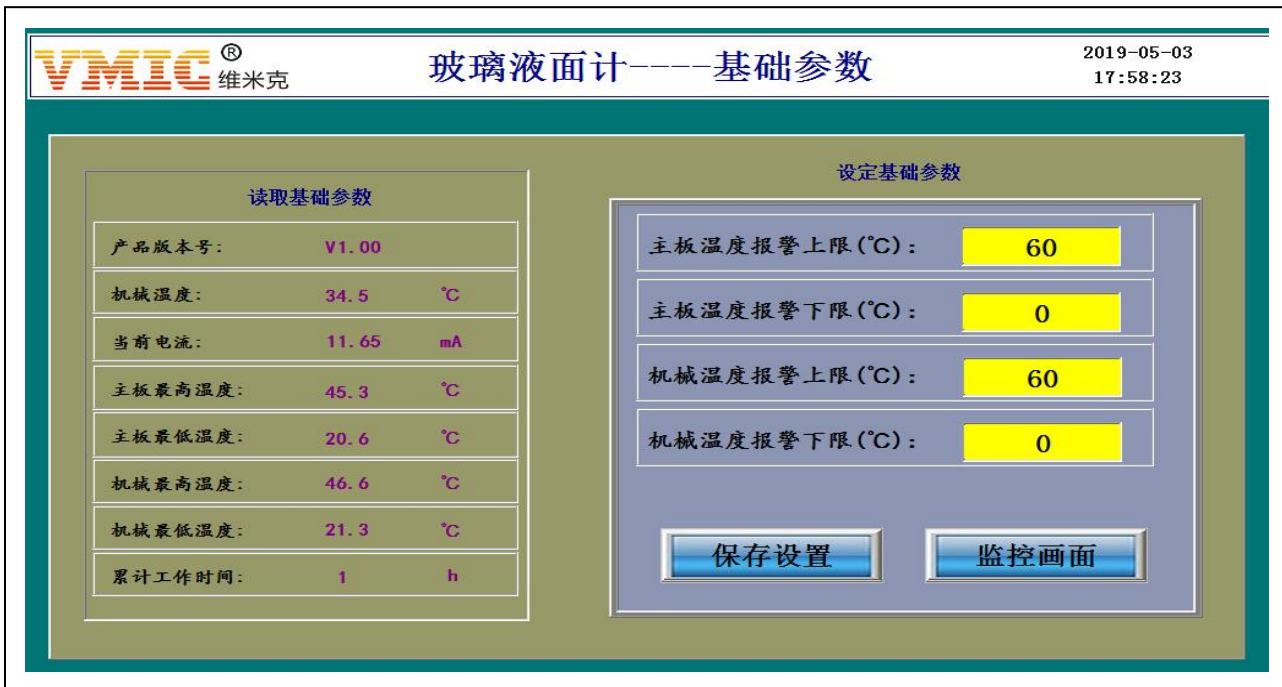 VMIC® 维米克
玻璃液面计----基础参数
2019-05-03
17:58:23
读取基础参数
产品版本号: V1.00
机械温度: 34.5 ℃
当前电流: 11.65 mA
主板最高温度: 45.3 ℃
主板最低温度: 20.6 ℃
机械最高温度: 46.6 ℃
机械最低温度: 21.3 ℃
累计工作时间: 1 h
设定基础参数
主板温度报警上限(℃): 60
主板温度报警下限(℃): 0
机械温度报警上限(℃): 60
机械温度报警下限(℃): 0
保存设置 监控画面